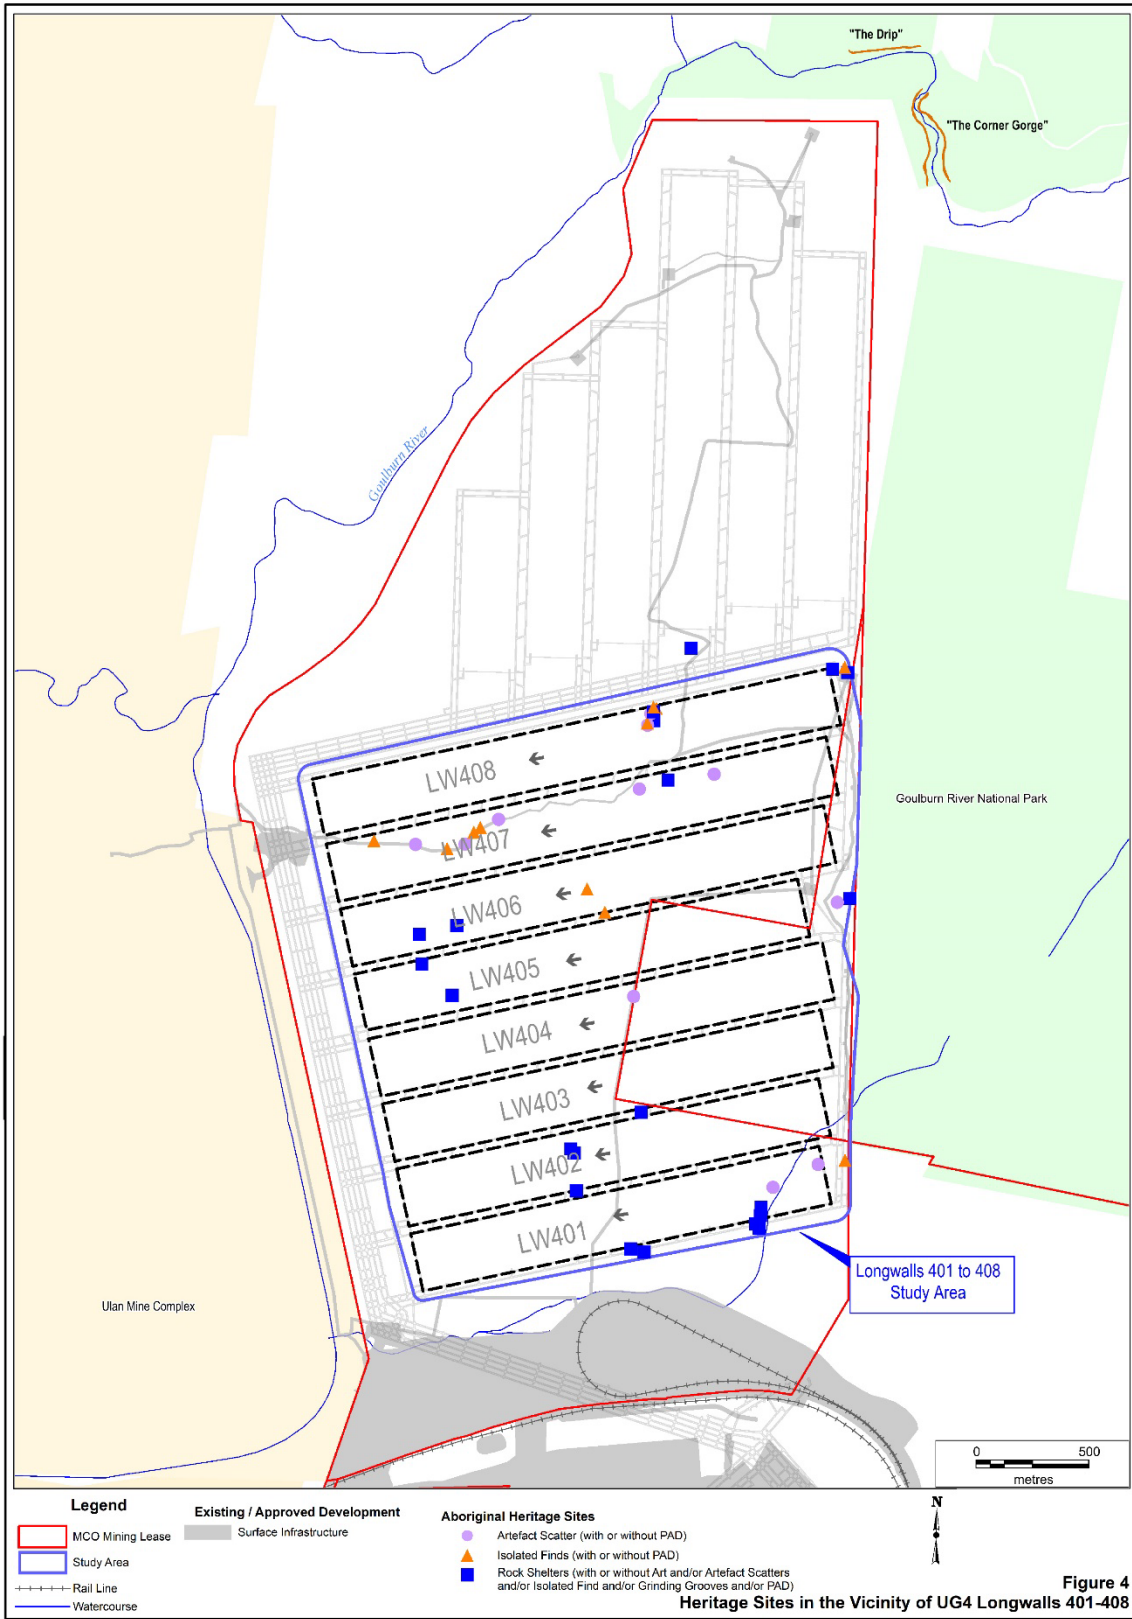 "The Drip"
"The Corner Gorge"
Goulburn River
LW408
Goulburn River National Park
LW407
LW406
LW405
LW404
LW403
LW402
LW401
Longwalls 401 to 408
Study Area
Ulan Mine Complex
0 500
metres
N
Legend
MCO Mining Lease
Study Area
Rail Line
Watercourse
Existing / Approved Development
Surface Infrastructure
Aboriginal Heritage Sites
Artefact Scatter (with or without PAD)
Isolated Finds (with or without PAD)
Rock Shelters (with or without Art and/or Artefact Scatters
and/or Isolated Find and/or Grinding Grooves and/or PAD)
Figure 4
Heritage Sites in the Vicinity of UG4 Longwalls 401-408